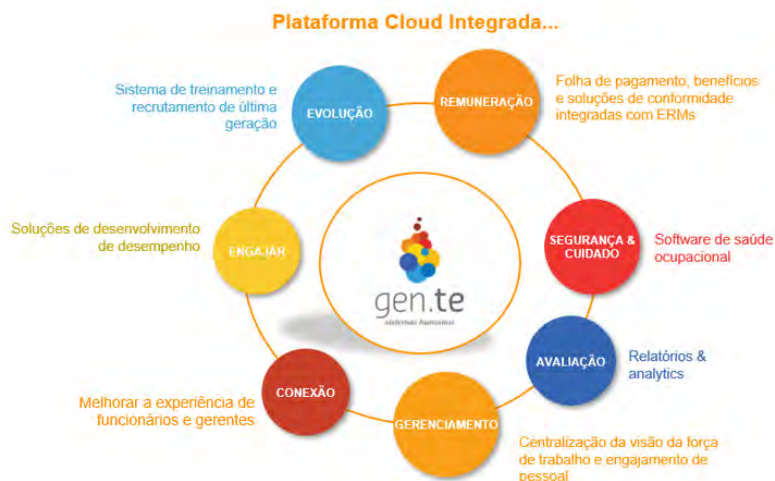 Plataforma Cloud Integrada...
Sistema de treinamento e
recrutamento de última
geração
EVOLUÇÃO
REMUNERAÇÃO
Folha de pagamento, benefícios
e soluções de conformidade
integradas com ERMs
Soluções de desenvolvimento
de desempenho
ENGAJAR
SEGURANÇA &
CUIDADO
Software de saúde
ocupacional
gen.te
sistemas humanos
AVALIAÇÃO
Relatórios &
analytics
CONEXÃO
Melhorar a experiência de
funcionários e gerentes
GERENCIAMENTO
Centralização da visão da força
de trabalho e engajamento de
pessoal